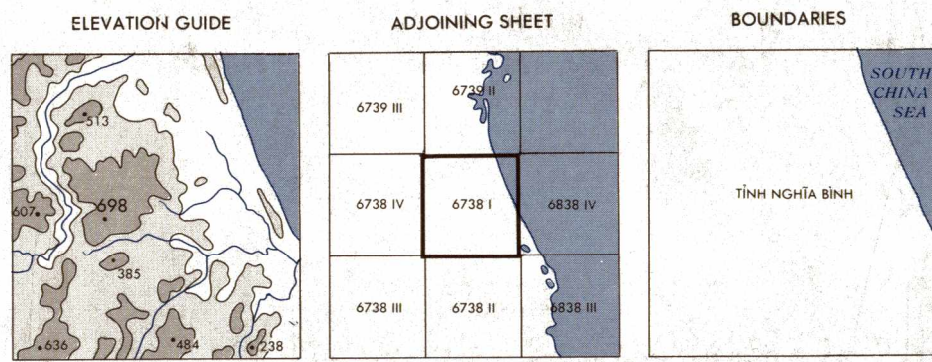 ELEVATION GUIDE
513
607
698
385
636
484
238
ADJOINING SHEET
6739 III
6739 II
6738 IV
6738 I
6838 IV
6738 III
6738 II
6838 III
BOUNDARIES
SOUTH
CHINA
SEA
TỈNH NGHĨA BÌNH